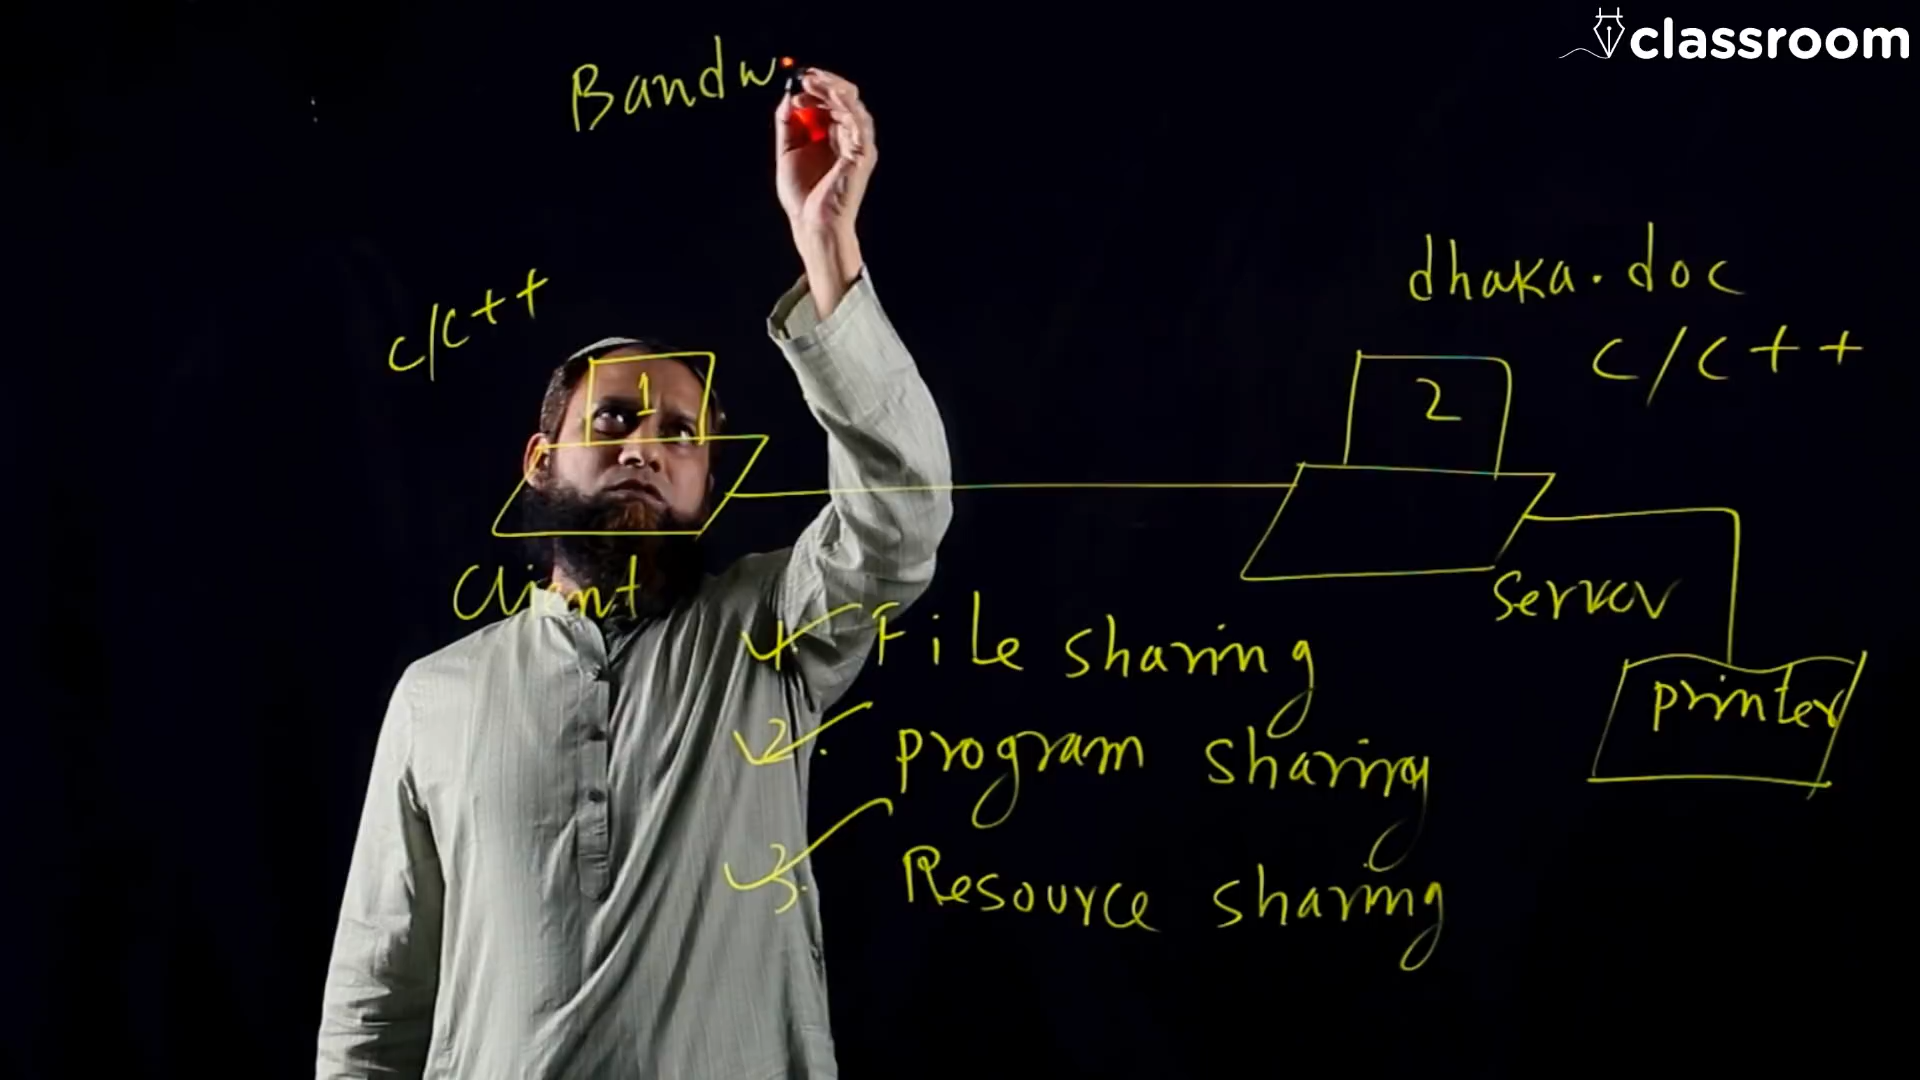 classroom
Bandw
dhaka.doc
c/c++
c/c++
1
2
Client
Server
1. File sharing
printer
2. program sharing
3. Resource sharing